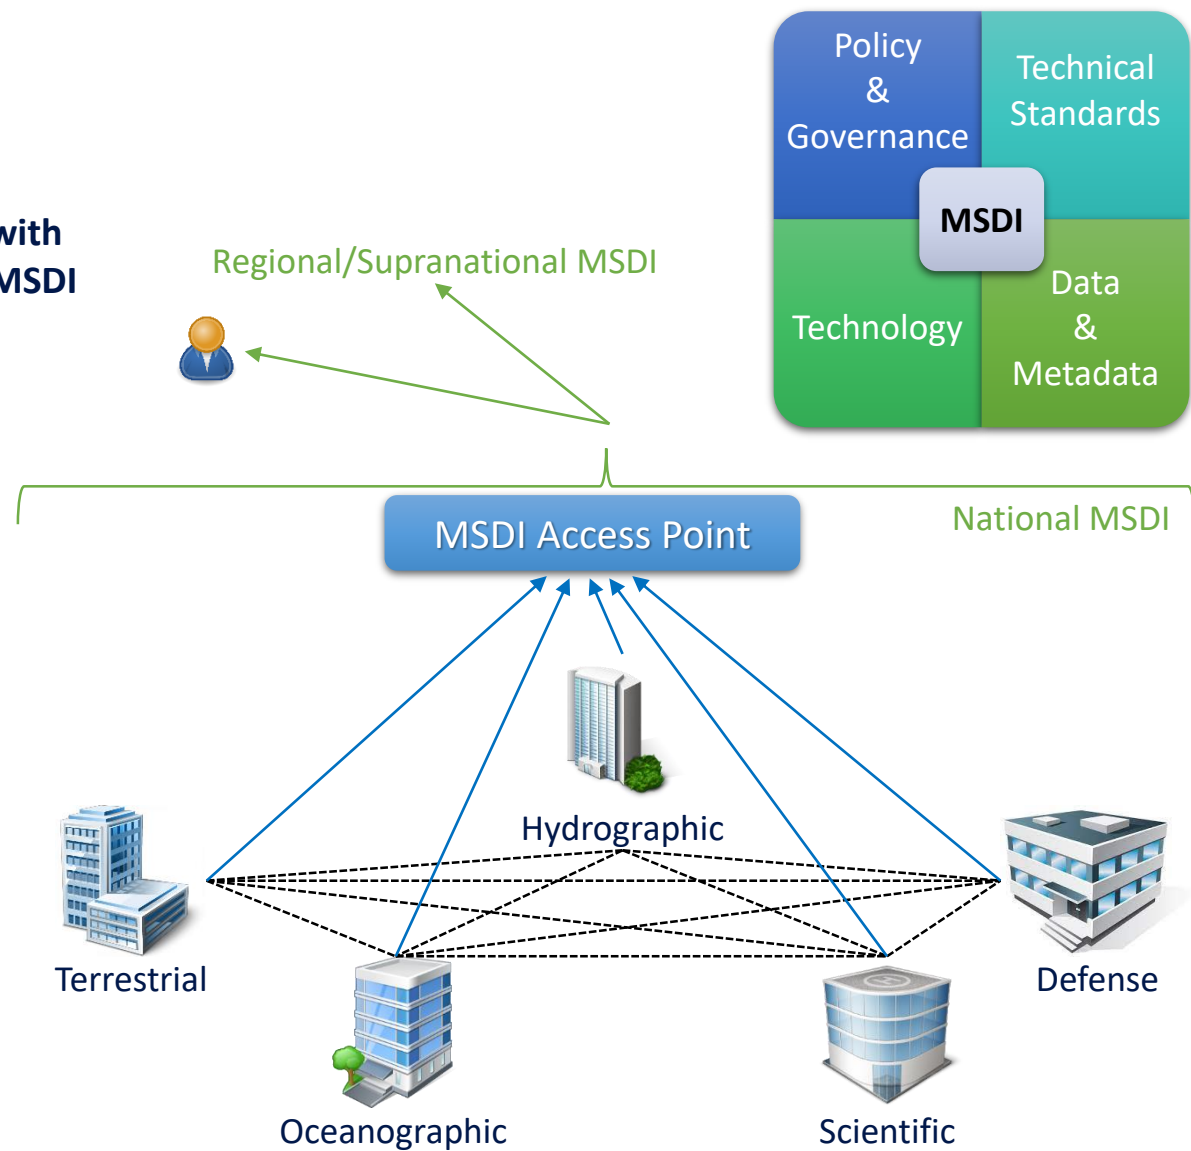 Policy
&
Governance
Technical
Standards
MSDI
Technology
Data
&
Metadata
with
MSDI
Regional/Supranational MSDI
National MSDI
MSDI Access Point
Hydrographic
Terrestrial
Defense
Oceanographic
Scientific